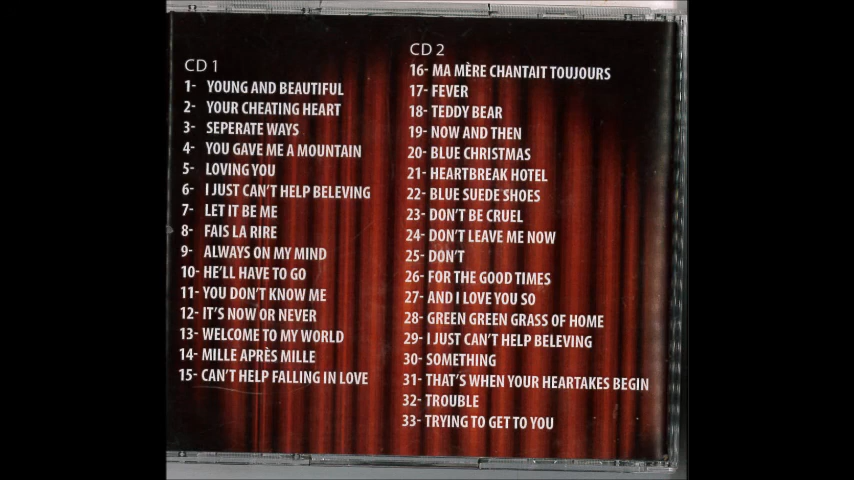 CD 1
1- YOUNG AND BEAUTIFUL
2- YOUR CHEATING HEART
3- SEPERATE WAYS
4- YOU GAVE ME A MOUNTAIN
5- LOVING YOU
6- I JUST CAN'T HELP BELEVING
7- LET IT BE ME
8- FAIS LA RIRE
9- ALWAYS ON MY MIND
10- HE'LL HAVE TO GO
11- YOU DON'T KNOW ME
12- IT'S NOW OR NEVER
13- WELCOME TO MY WORLD
14- MILLE APRÈS MILLE
15- CAN'T HELP FALLING IN LOVE
CD 2
16- MA MÈRE CHANTAIT TOUJOURS
17- FEVER
18- TEDDY BEAR
19- NOW AND THEN
20- BLUE CHRISTMAS
21- HEARTBREAK HOTEL
22- BLUE SUEDE SHOES
23- DON'T BE CRUEL
24- DON'T LEAVE ME NOW
25- DON'T
26- FOR THE GOOD TIMES
27- AND I LOVE YOU SO
28- GREEN GREEN GRASS OF HOME
29- I JUST CAN'T HELP BELEVING
30- SOMETHING
31- THAT'S WHEN YOUR HEARTAKES BEGIN
32- TROUBLE
33- TRYING TO GET TO YOU